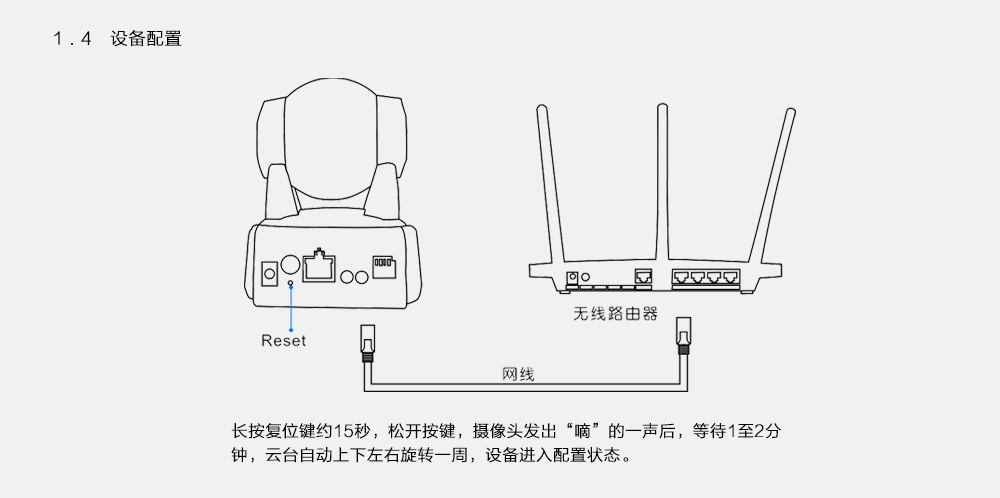 1．4 设备配置
无线路由器
Reset
网线
长按复位键约15秒，松开按键，摄像头发出“嘀”的一声后，等待1至2分
钟，云台自动上下左右旋转一周，设备进入配置状态。